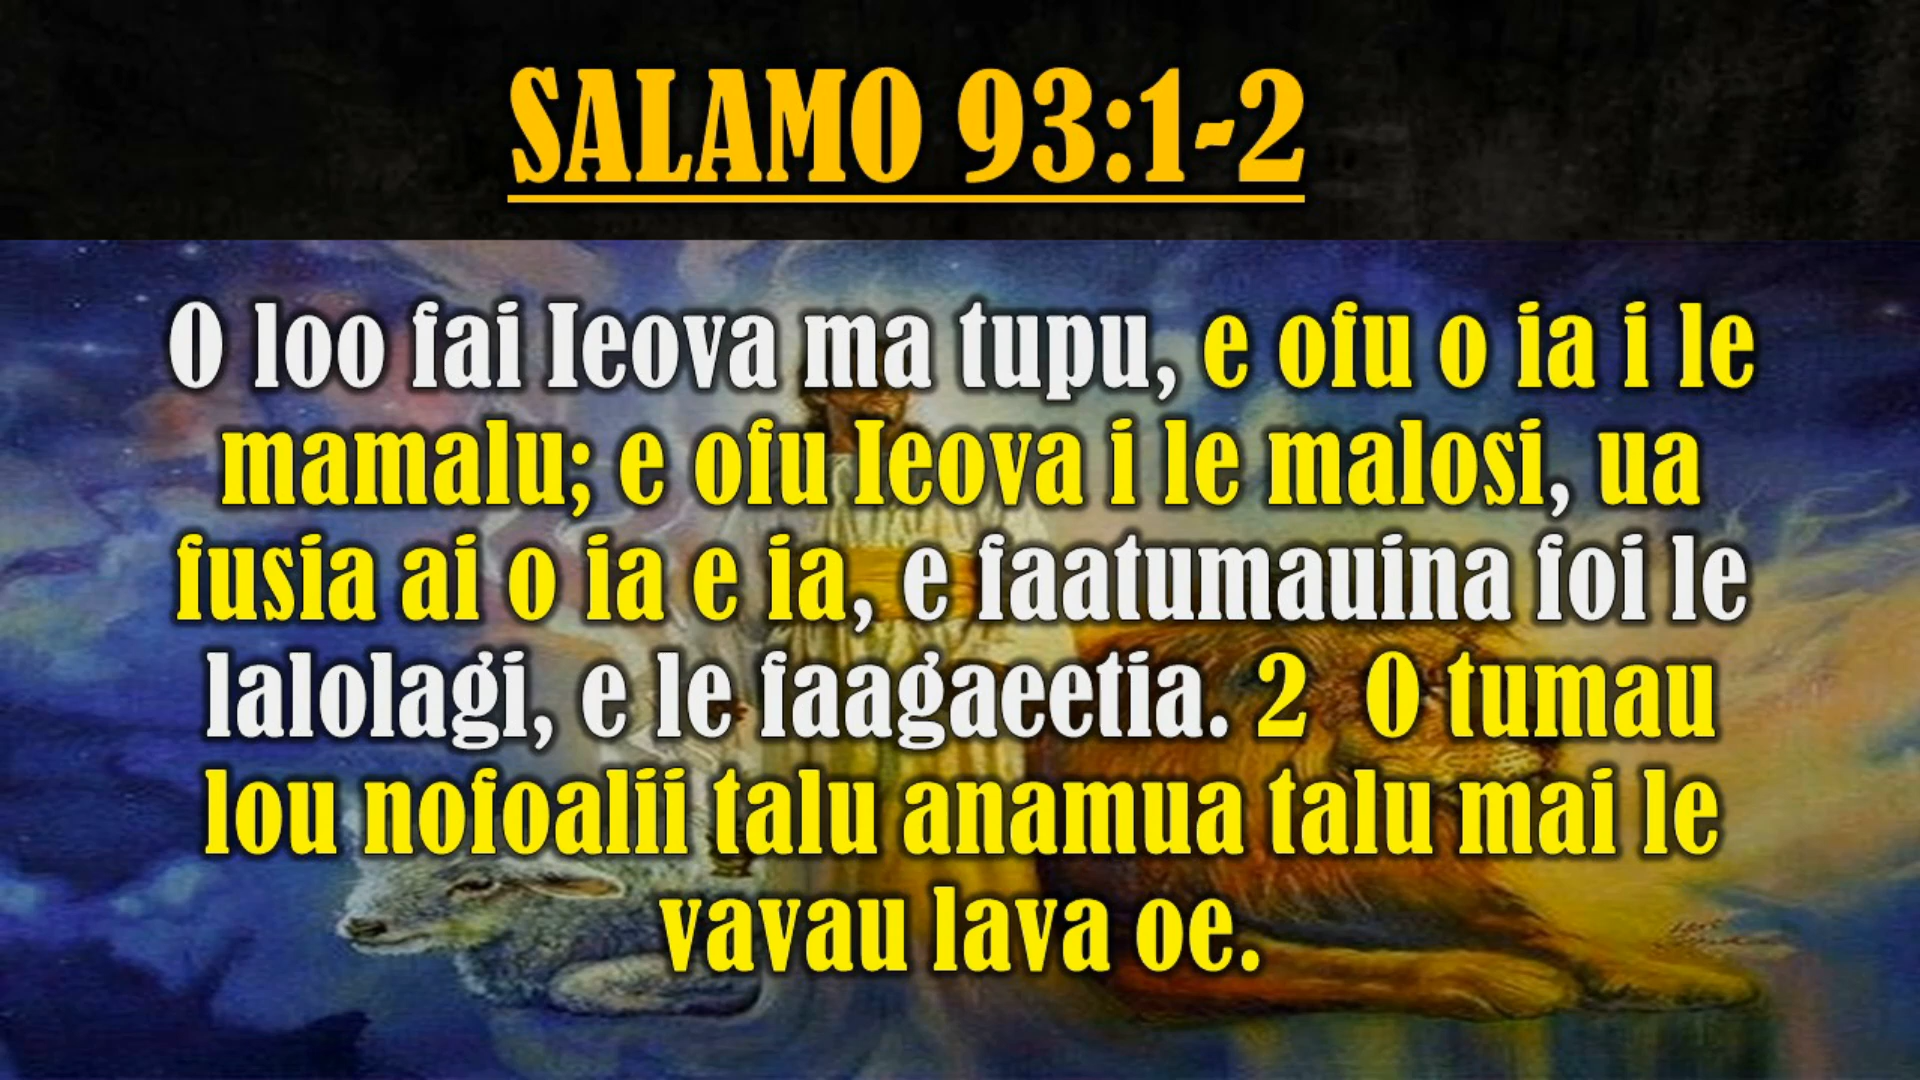 SALAMO 93:1-2
O loo fai Ieova ma tupu, e ofu o ia i le
mamalu; e ofu Ieova i le malosi, ua
fusia ai o ia e ia, e faatumauina foi le
lalolagi, e le faagaeetia. 2 O tumau
lou nofoalii talu anamua talu mai le
vavau lava oe.